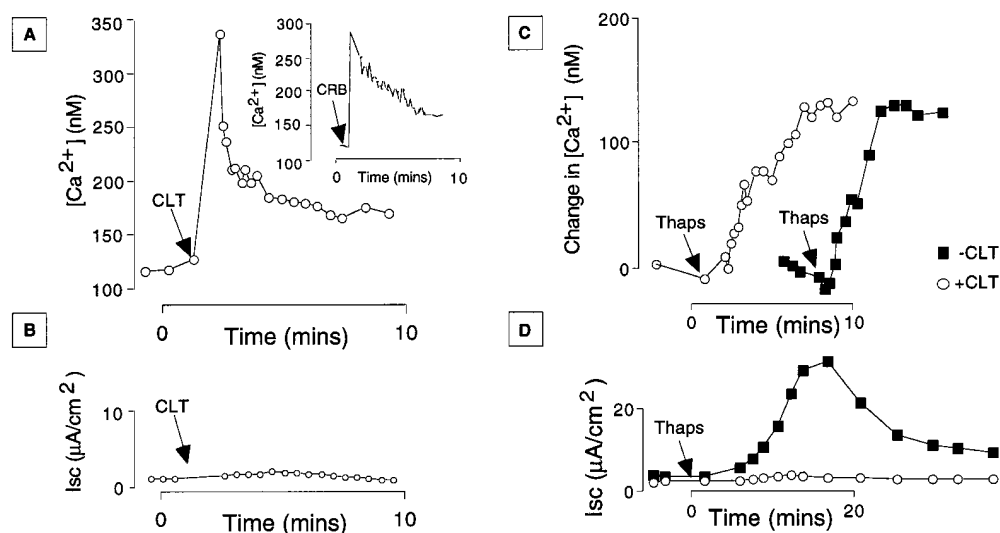 A
[Ca2+] (nM)
350
300
250
200
150
100
CLT
0
10
Time (mins)
[Ca2+] (nM)
300
250
200
150
100
CRB
0
10
Time (mins)
B
Isc (μA/cm2)
10
0
CLT
0
10
Time (mins)
C
Change in [Ca2+] (nM)
200
100
0
Thaps
Thaps
-CLT
+CLT
0
10
Time (mins)
D
Isc (μA/cm2)
20
0
Thaps
0
20
Time (mins)